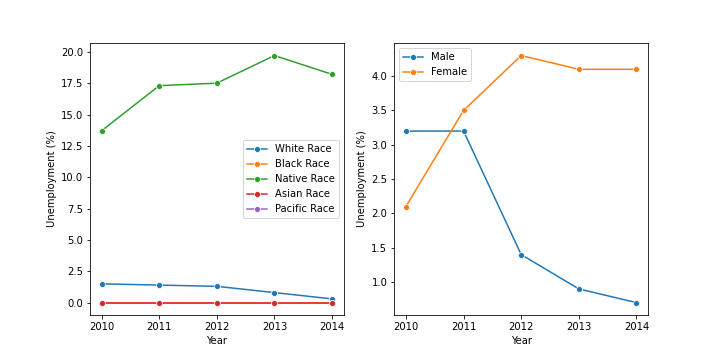 20.0
17.5
15.0
12.5
10.0
7.5
5.0
2.5
0.0
Unemployment (%)
White Race
Black Race
Native Race
Asian Race
Pacific Race
2010 2011 2012 2013 2014
Year
4.0
3.5
3.0
2.5
2.0
1.5
1.0
Unemployment (%)
Male
Female
2010 2011 2012 2013 2014
Year